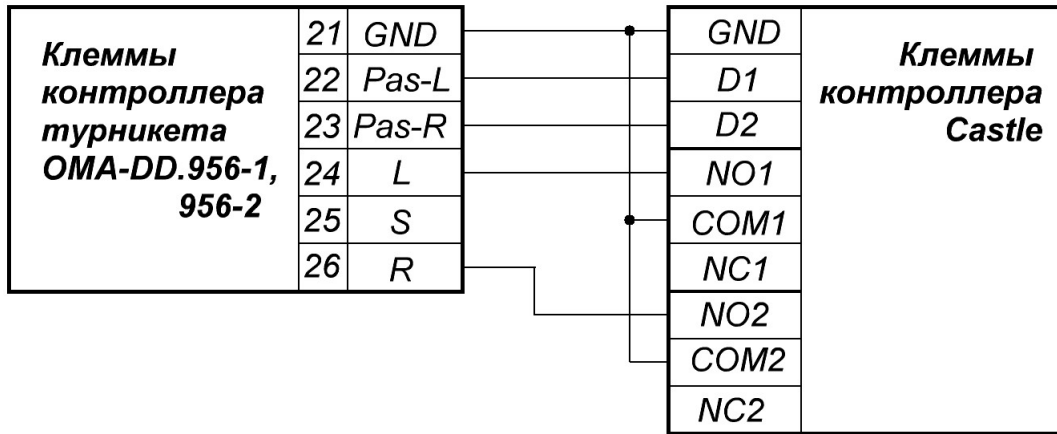 Клеммы
контроллера
турникета
OMA-DD.956-1,
956-2
21 GND
22 Pas-L
23 Pas-R
24 L
25 S
26 R
GND
D1
D2
NO1
COM1
NC1
NO2
COM2
NC2
Клеммы
контроллера
Castle